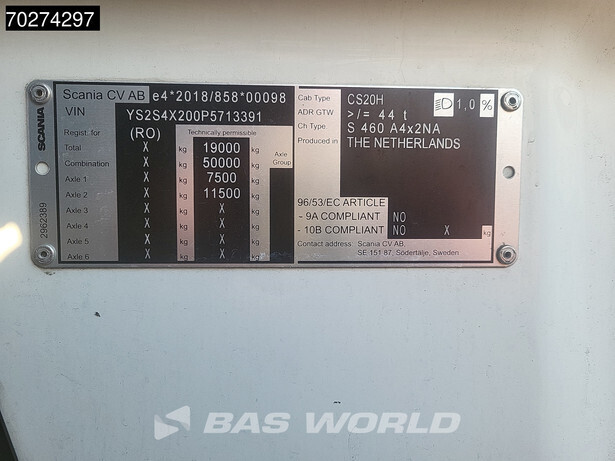 70274297
Scania CV AB e4*2018/858*00098
VIN YS2S4X200P5713391
Regist. for (RO) Technically permissible
Total X kg 19000 kg Axle Group
Combination X kg 50000 kg
Axle 1 X kg 7500 kg
Axle 2 X kg 11500 kg
Axle 3 X kg X kg
Axle 4 X kg X kg
Axle 5 X kg X kg
Axle 6 X kg X kg
Cab Type CS20H 1,0 %
ADR GTW >/= 44 t
Ch Type S 460 A4x2NA
Produced in THE NETHERLANDS
96/53/EC ARTICLE
- 9A COMPLIANT NO
- 10B COMPLIANT NO X kg
Contact address: Scania CV AB,
SE 151 87, Södertälje, Sweden
SCANIA
2962389
BAS WORLD